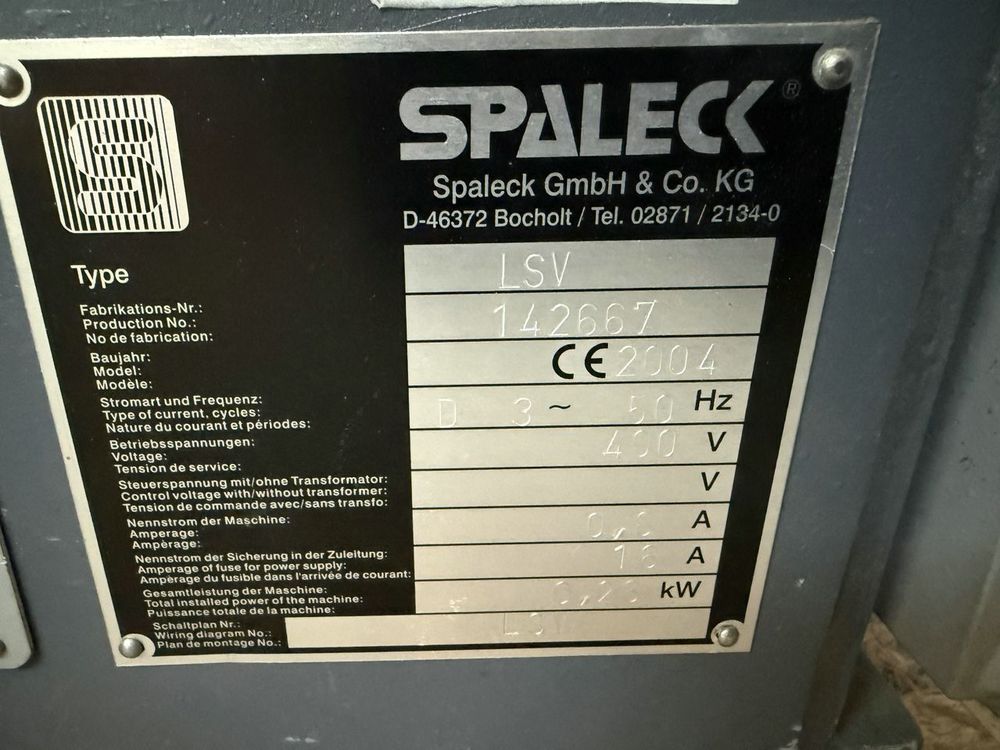 SPALECK®
Spaleck GmbH & Co. KG
D-46372 Bocholt / Tel. 02871 / 2134-0
Type LSV
Fabrikations-Nr.:
Production No.: 142667
No de fabrication:
Baujahr:
Model: CE 2004
Modèle:
Stromart und Frequenz:
Type of current, cycles: D 3~ 50 Hz
Nature du courant et périodes:
Betriebsspannungen:
Voltage: 400 V
Tension de service:
Steuerspannung mit/ohne Transformator:
Control voltage with/without transformer: V
Tension de commande avec/sans transfo:
Nennstrom der Maschine:
Amperage: A
Ampèrage:
Nennstrom der Sicherung in der Zuleitung:
Amperage of fuse for power supply: 16 A
Ampèrage du fusible dans l'arrivée de courant:
Gesamtleistung der Maschine:
Total installed power of the machine: kW
Puissance totale de la machine:
Schaltplan Nr.:
Wiring diagram No.: LSV
Plan de montage No.: